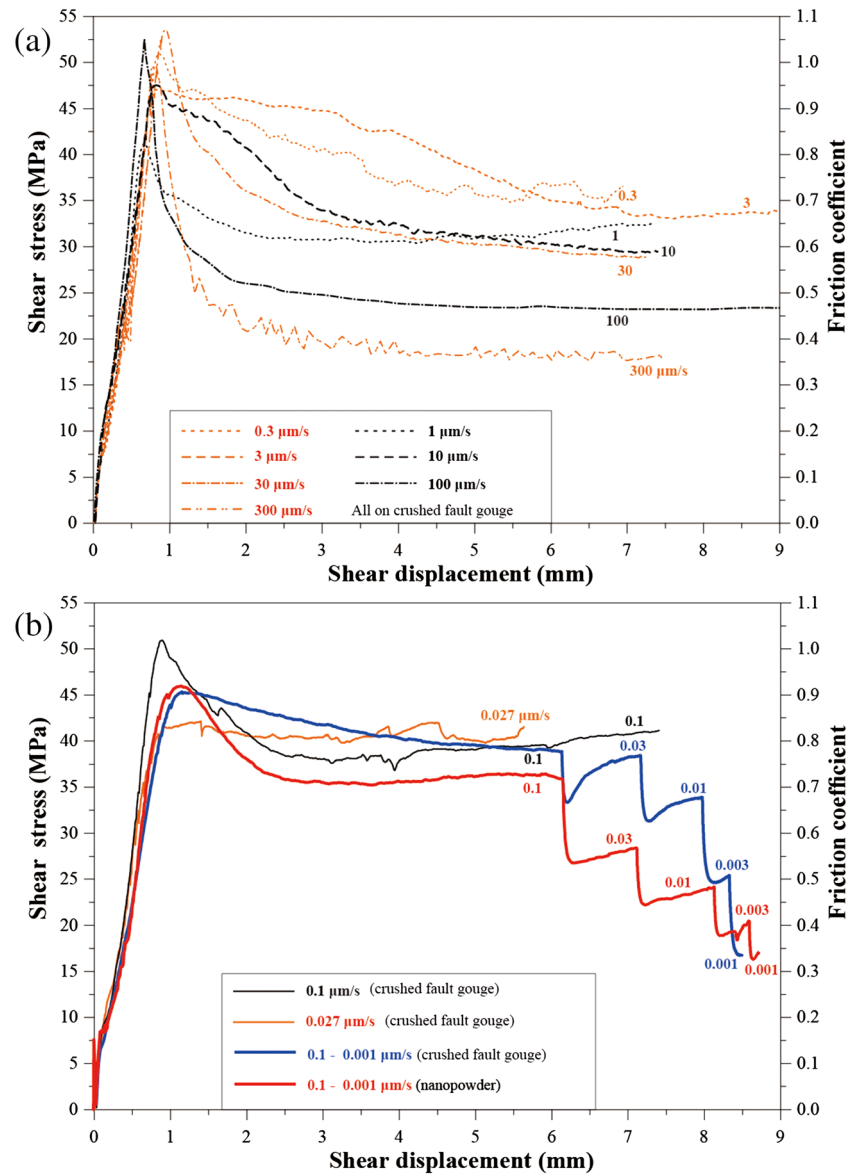 (a)
55
50
45
40
35
30
25
20
15
10
5
0
Shear stress (MPa)
1.1
1.0
0.9
0.8
0.7
0.6
0.5
0.4
0.3
0.2
0.1
0.0
Friction coefficient
0.3
3
1
10
30
100
300 µm/s
0.3 µm/s
1 µm/s
3 µm/s
10 µm/s
30 µm/s
100 µm/s
300 µm/s
All on crushed fault gouge
0 1 2 3 4 5 6 7 8 9
Shear displacement (mm)
(b)
55
50
45
40
35
30
25
20
15
10
5
0
Shear stress (MPa)
1.1
1.0
0.9
0.8
0.7
0.6
0.5
0.4
0.3
0.2
0.1
0.0
Friction coefficient
0.027 µm/s
0.1
0.1
0.03
0.1
0.01
0.03
0.003
0.01
0.003
0.001
0.001
0.1 µm/s (crushed fault gouge)
0.027 µm/s (crushed fault gouge)
0.1 - 0.001 µm/s (crushed fault gouge)
0.1 - 0.001 µm/s (nanopowder)
0 1 2 3 4 5 6 7 8 9
Shear displacement (mm)